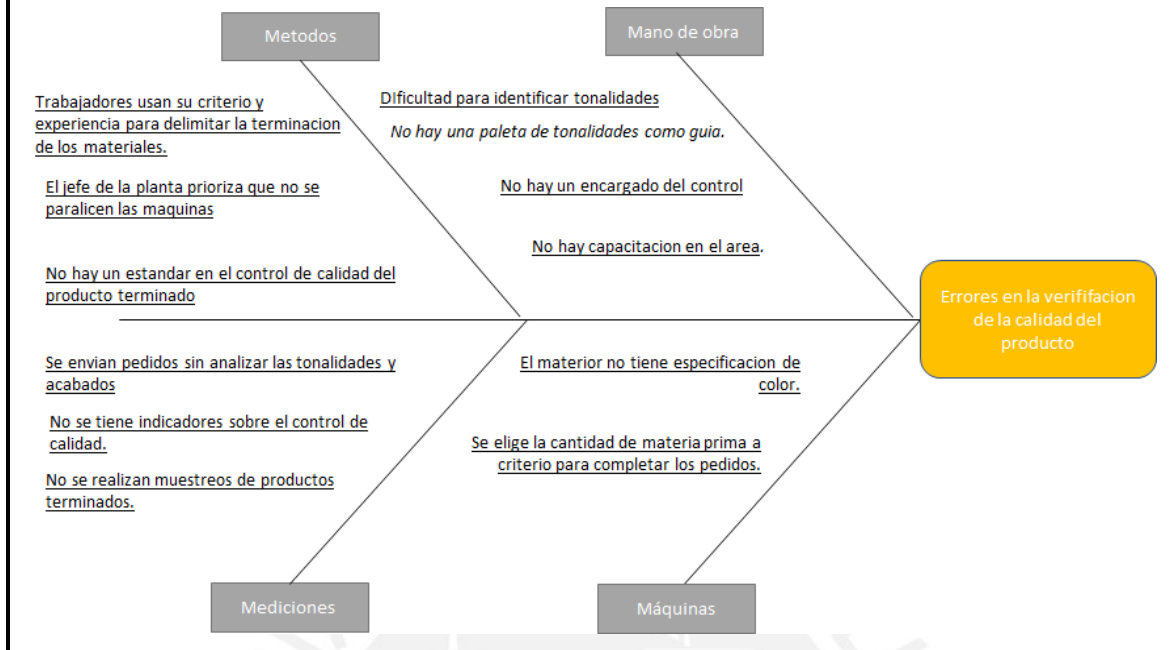 Metodos
Mano de obra
Trabajadores usan su criterio y
experiencia para delimitar la terminacion
de los materiales.
El jefe de la planta prioriza que no se
paralicen las maquinas
No hay un estandar en el control de calidad del
producto terminado
DIficultad para identificar tonalidades
No hay una paleta de tonalidades como guia.
No hay un encargado del control
No hay capacitacion en el area.
Errores en la verififacion
de la calidad del
producto
Se envian pedidos sin analizar las tonalidades y
acabados
No se tiene indicadores sobre el control de
calidad.
No se realizan muestreos de productos
terminados.
El materior no tiene especificacion de
color.
Se elige la cantidad de materia prima a
criterio para completar los pedidos.
Mediciones
Máquinas